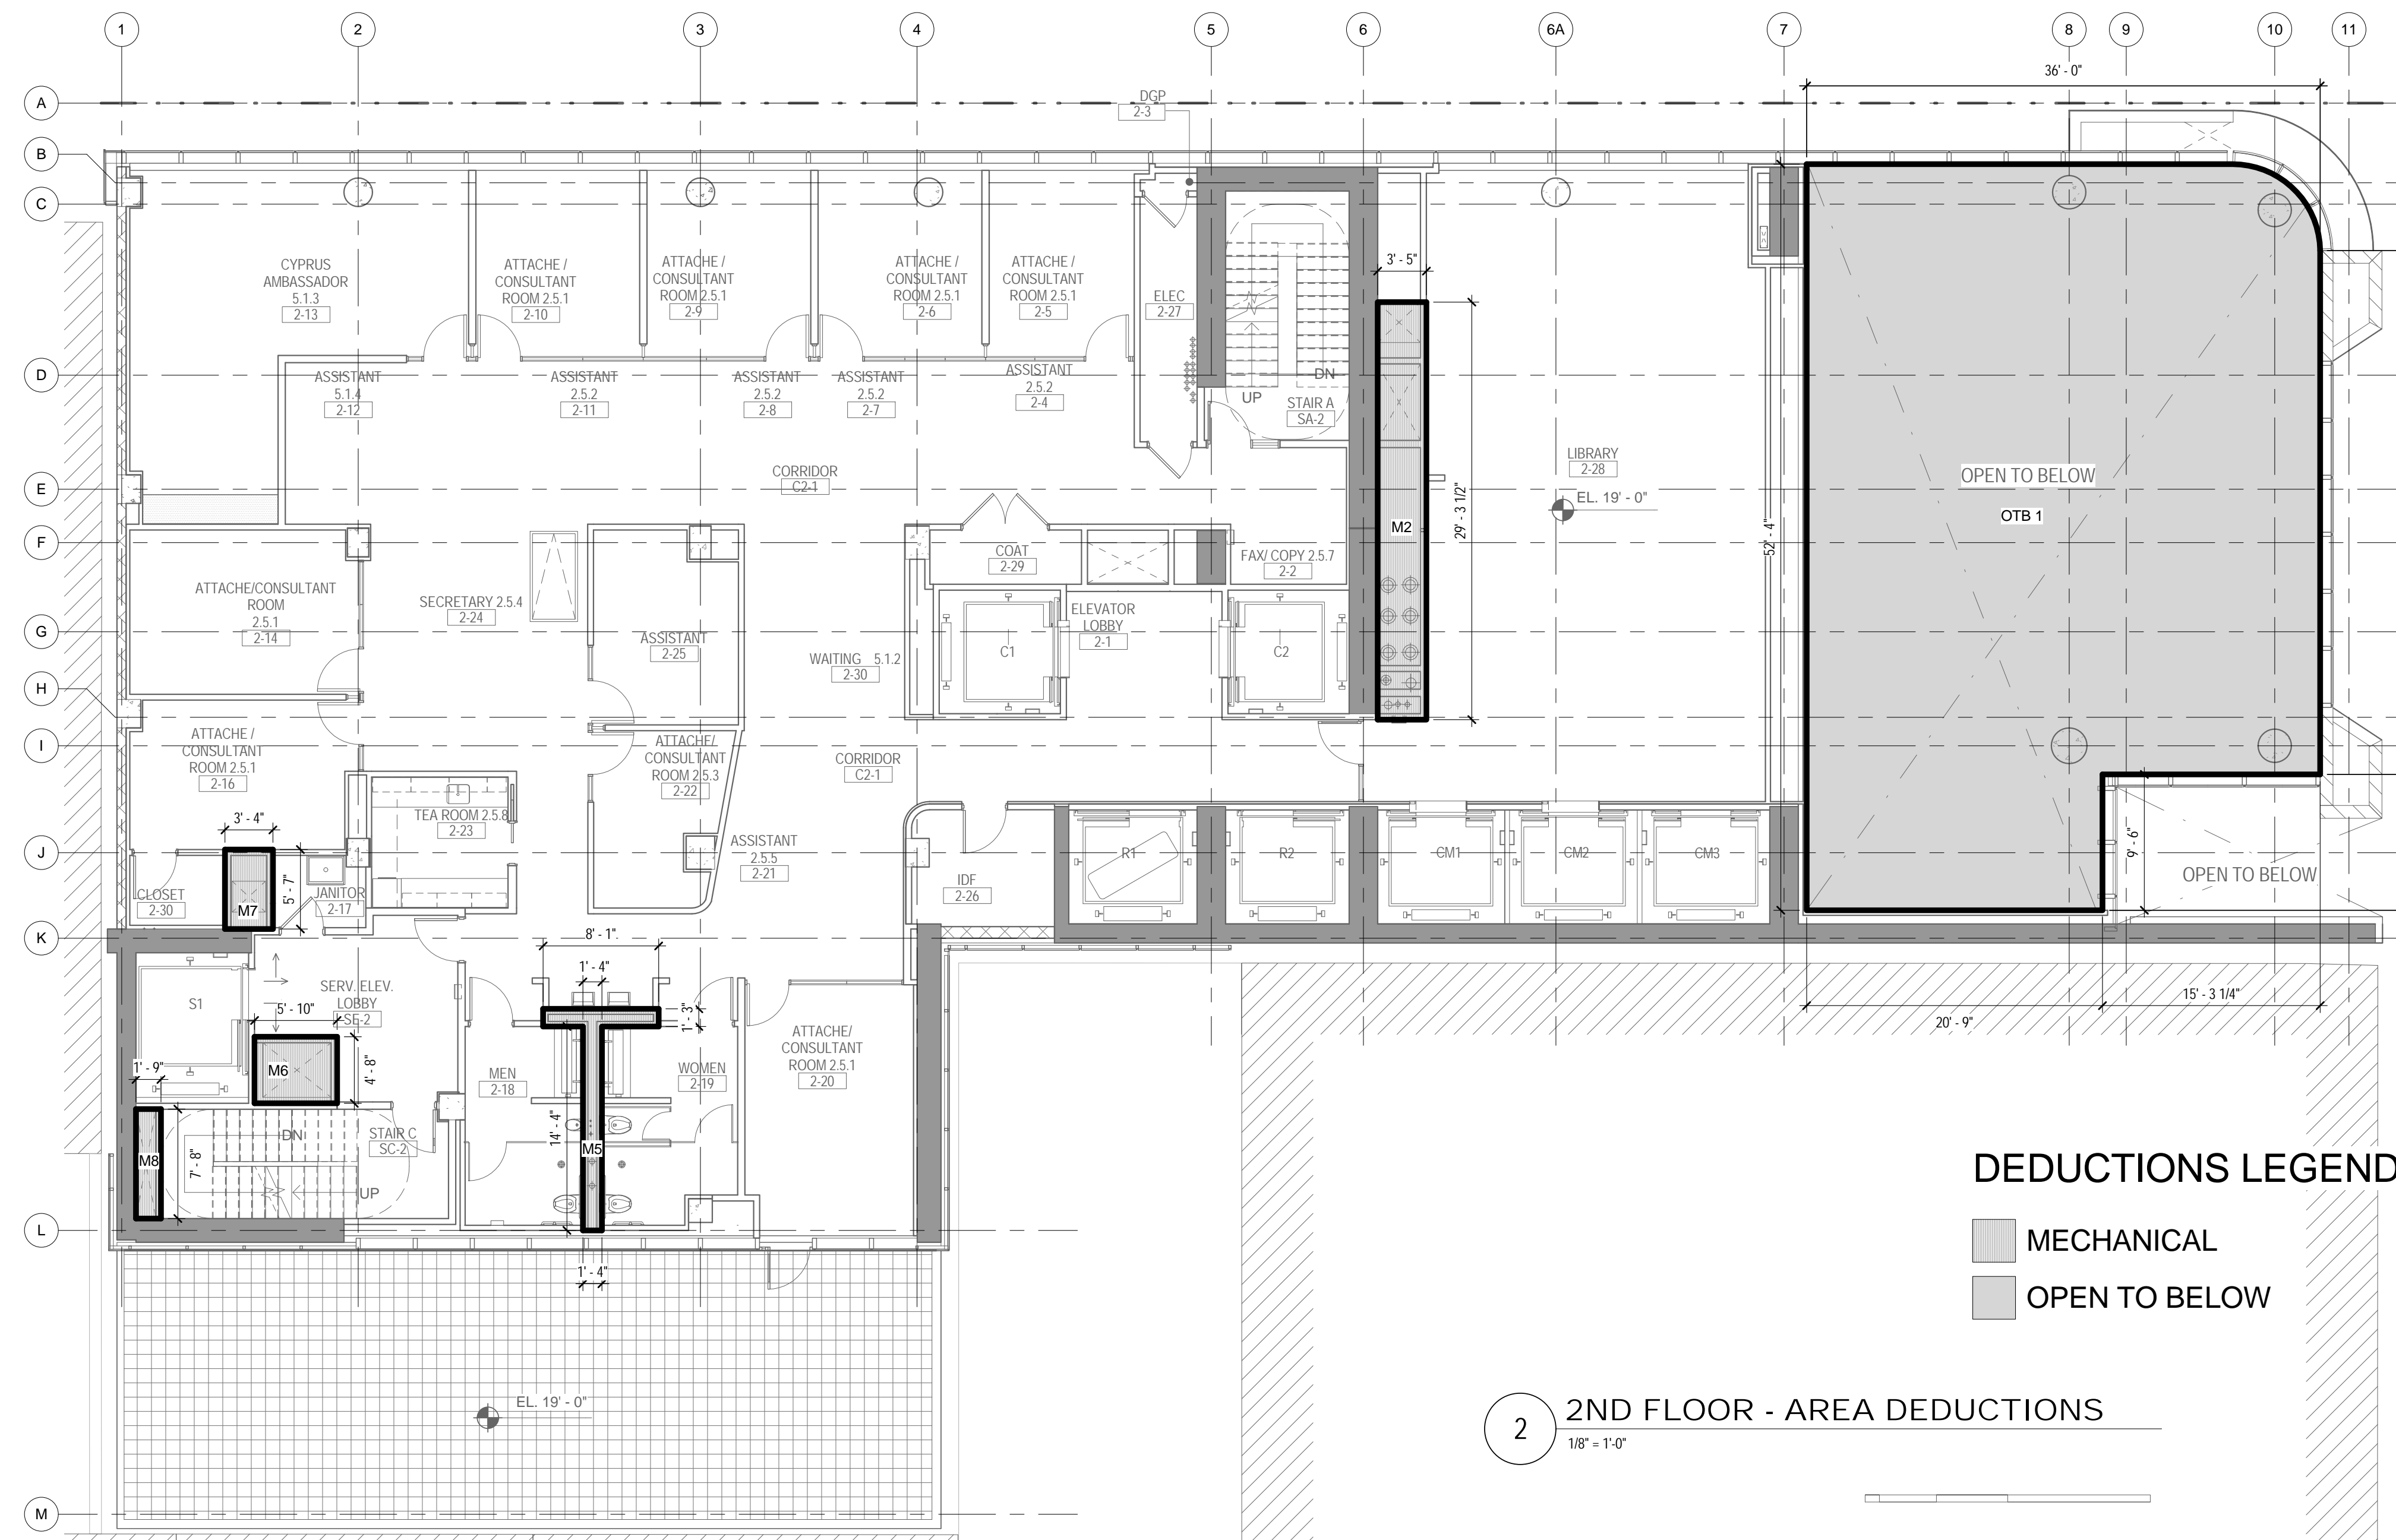 1 2 3 4 5 6 6A 7 8 9 10 11
36' - 0"
A
DGP
2-3
B
C
CYPRUS
AMBASSADOR
5.1.3
2-13
ATTACHE /
CONSULTANT
ROOM 2.5.1
2-10
ATTACHE /
CONSULTANT
ROOM 2.5.1
2-9
ATTACHE /
CONSULTANT
ROOM 2.5.1
2-6
ATTACHE /
CONSULTANT
ROOM 2.5.1
2-5
ELEC
2-27
3' - 5"
D
ASSISTANT
5.1.4
2-12
ASSISTANT
2.5.2
2-11
ASSISTANT
2.5.2
2-8
ASSISTANT
2.5.2
2-7
ASSISTANT
2.5.2
2-4
DN
UP
STAIR A
SA-2
E
CORRIDOR
C2-1
LIBRARY
2-28
EL. 19' - 0"
M2
29' - 3 1/2"
52' - 4"
OPEN TO BELOW
OTB 1
F
COAT
2-29
FAX/ COPY 2.5.7
2-2
ATTACHE/CONSULTANT
ROOM
2.5.1
2-14
SECRETARY 2.5.4
2-24
G
ASSISTANT
2-25
WAITING 5.1.2
2-30
C1
ELEVATOR
LOBBY
2-1
C2
H
I
ATTACHE /
CONSULTANT
ROOM 2.5.1
2-16
ATTACHE/
CONSULTANT
ROOM 2.5.3
2-22
CORRIDOR
C2-1
3' - 4"
TEA ROOM 2.5.8
2-23
J
ASSISTANT
2.5.5
2-21
R1
R2
CM1
CM2
CM3
9' - 6"
OPEN TO BELOW
CLOSET
2-30
M7
5' - 7"
JANITOR
2-17
IDF
2-26
K
8' - 1"
1' - 4"
S1
SERV. ELEV.
LOBBY
SE-2
5' - 10"
1' - 3"
15' - 3 1/4"
20' - 9"
1' - 9"
M6
4' - 8"
MEN
2-18
WOMEN
2-19
ATTACHE/
CONSULTANT
ROOM 2.5.1
2-20
14' - 4"
DN
STAIR C
SC-2
M5
M8
7' - 8"
UP
L
1' - 4"
DEDUCTIONS LEGEND
MECHANICAL
OPEN TO BELOW
EL. 19' - 0"
2
2ND FLOOR - AREA DEDUCTIONS
1/8" = 1'-0"
M